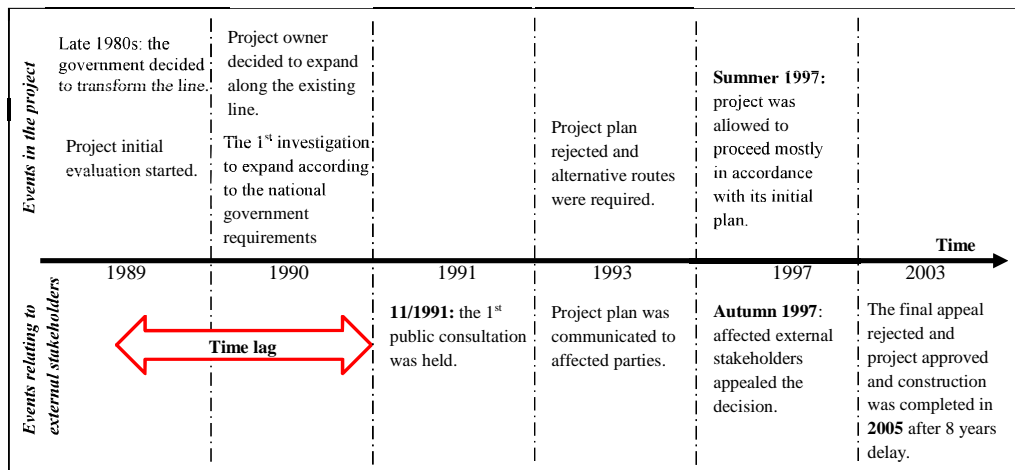 Events in the project
Late 1980s: the
government decided
to transform the line.
Project initial
evaluation started.
Project owner
decided to expand
along the existing
line.
The 1st investigation
to expand according
to the national
government
requirements
Project plan
rejected and
alternative routes
were required.
Summer 1997:
project was
allowed to
proceed mostly
in accordance
with its initial
plan.
Time
1989
1990
1991
1993
1997
2003
Events relating to
external stakeholders
Time lag
11/1991: the 1st
public consultation
was held.
Project plan was
communicated to
affected parties.
Autumn 1997:
affected external
stakeholders
appealed the
decision.
The final appeal
rejected and
project approved
and construction
was completed in
2005 after 8 years
delay.